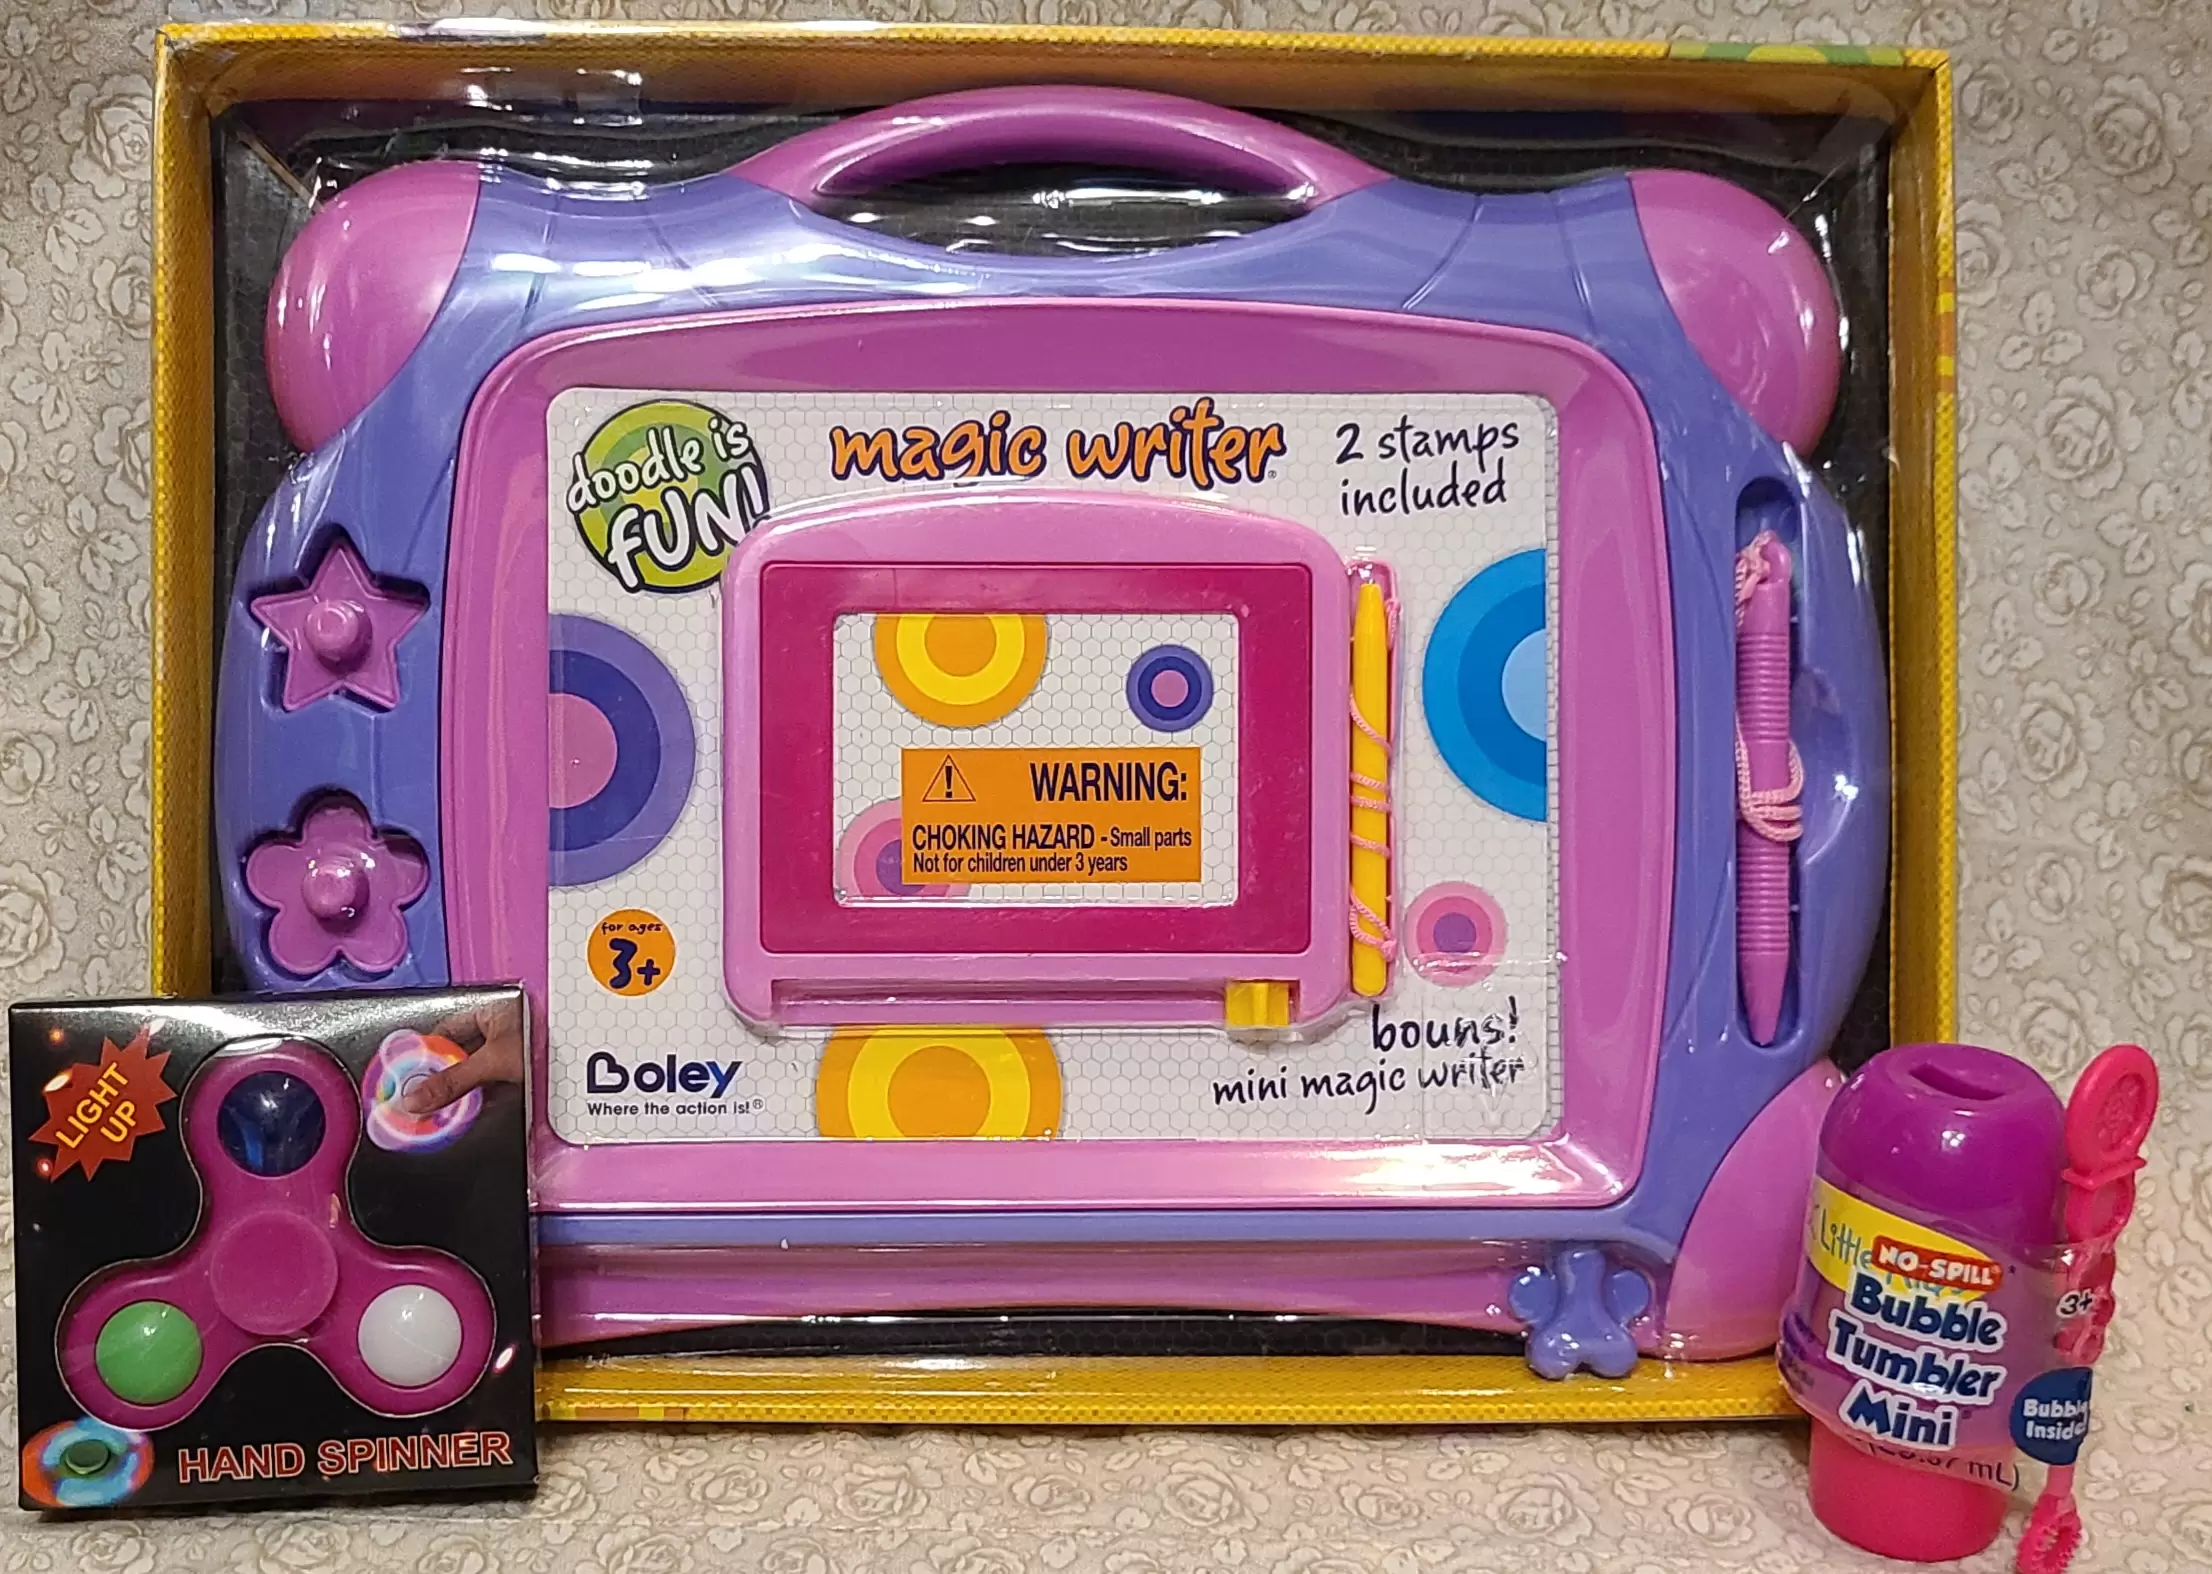 doodle is
FUN!
magic writer
2 stamps
included
WARNING:
CHOKING HAZARD - Small parts
Not for children under 3 years
for ages
3+
Boley
Where the action is!®
bouns!
mini magic writer
LIGHT
UP
HAND SPINNER
Little
NO-SPILL®
Bubble
Tumbler
Mini
3+
Bubble
Inside
mL)